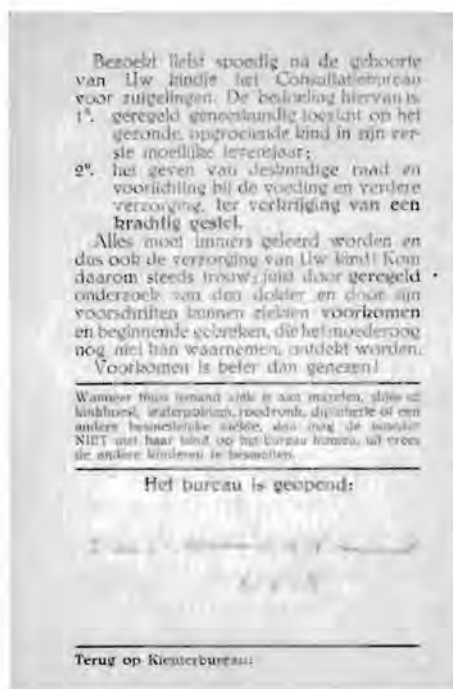 Bezoekt liefst spoedig na de geboorte
van Uw kindje het Consultatiebureau
voor zuigelingen. De bedoeling hiervan is:
1°. geregeld geneeskundig toezicht op het
gezonde, opgroeiende kind in zijn eer-
ste moeilijke levensjaar;
2°. het geven van deskundige raad en
voorlichting bij de voeding en verdere
verzorging, ter verkrijging van een
krachtig gestel.
Alles moet immers geleerd worden en
dus ook de verzorging van Uw kind! Kom
daarom steeds trouw; juist door geregeld
onderzoek van den dokter en door zijn
voorschriften kunnen ziekten voorkomen
en beginnende gebreken, die het moederoog
nog niet kan waarnemen, ontdekt worden.
Voorkomen is beter dan genezen!
Wanneer thuis iemand ziek is aan mazelen,
kinkhoest, waterpokken, roodvonk, diphterie of een
andere besmettelijke ziekte, dan mag de moeder
NIET met haar kind op het bureau komen, uit vrees
de andere kinderen te besmetten.
Het bureau is geopend:
Terug op Kleuterbureau: